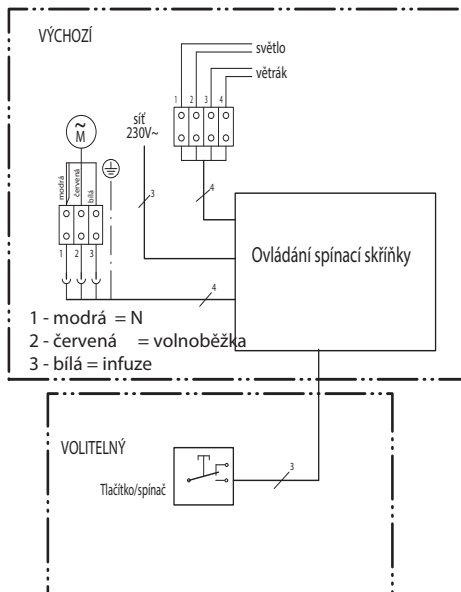 VÝCHOZÍ
světlo
větrák
1 2 3 4
síť
230V~
~
M
modrá
červená
bílá
3
4
Ovládání spínací skříňky
1 2 3
4
1 - modrá = N
2 - červená = volnoběžka
3 - bílá = infuze
VOLITELNÝ
Tlačítko/spínač
3